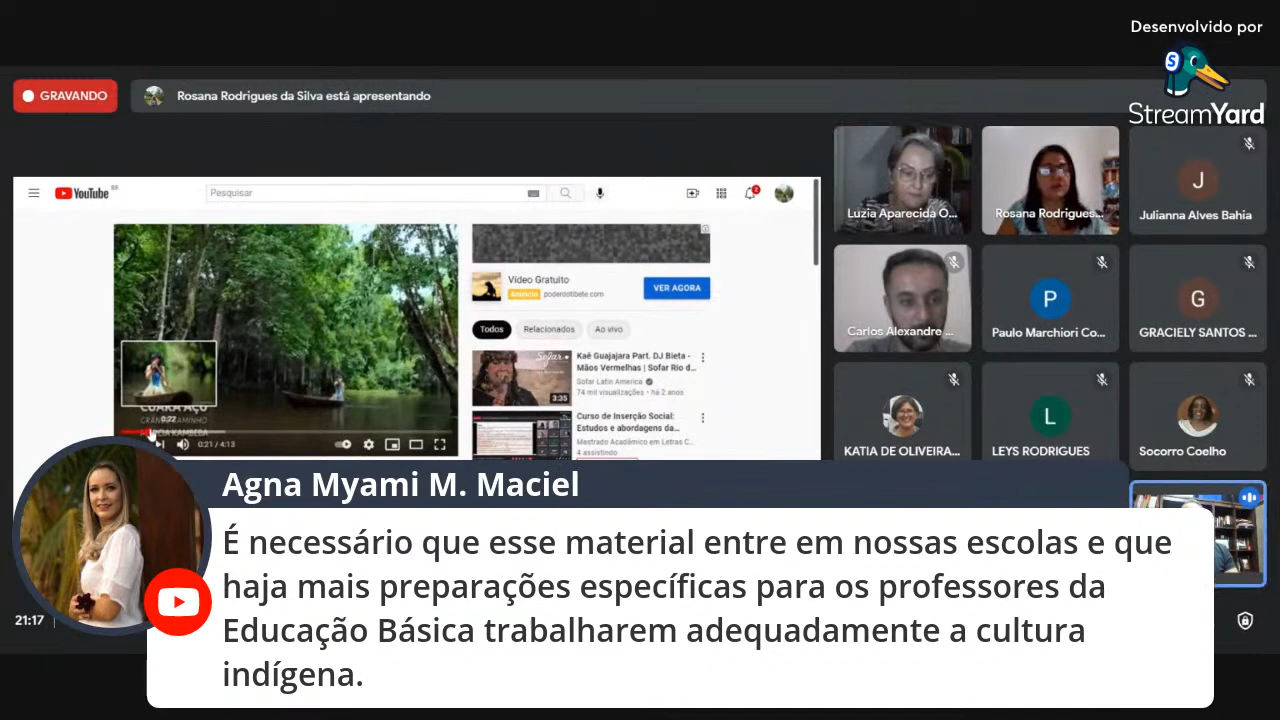 Desenvolvido por
StreamYard
GRAVANDO
Rosana Rodrigues da Silva está apresentando
YouTube BR
Pesquisar
2
Vídeo Gratuito
Anúncio poderdotibete.com
VER AGORA
Todos Relacionados Ao vivo
Kaê Guajajara Part. DJ Bieta -
Mãos Vermelhas | Sofar Rio d...
Sofar Latin America
74 mil visualizações • há 2 anos
Sofar
3:35
Curso de Inserção Social:
Estudos e abordagens da...
Mestrado Acadêmico em Letras C...
4 assistindo
0:22
0:21 / 4:13
Luzia Aparecida O...
Rosana Rodrigues...
J
Julianna Alves Bahia
Carlos Alexandre ...
P
Paulo Marchiori Co...
G
GRACIELY SANTOS ...
KATIA DE OLIVEIRA...
L
LEYS RODRIGUES
Socorro Coelho
Agna Myami M. Maciel
É necessário que esse material entre em nossas escolas e que
haja mais preparações específicas para os professores da
Educação Básica trabalharem adequadamente a cultura
indígena.
21:17